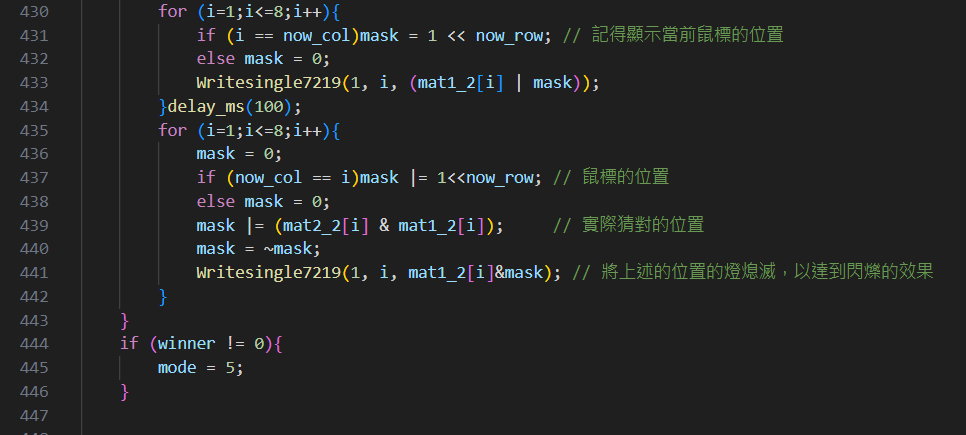 430 for (i=1;i<=8;i++){
431 if (i == now_col)mask = 1 << now_row; // 記得顯示當前鼠標的位置
432 else mask = 0;
433 Writesingle7219(1, i, (mat1_2[i] | mask));
434 }delay_ms(100);
435 for (i=1;i<=8;i++){
436 mask = 0;
437 if (now_col == i)mask |= 1<<now_row; // 鼠標的位置
438 else mask = 0;
439 mask |= (mat2_2[i] & mat1_2[i]); // 實際猜對的位置
440 mask = ~mask;
441 Writesingle7219(1, i, mat1_2[i]&mask); // 將上述的位置的燈熄滅，以達到閃爍的效果
442 }
443 }
444 if (winner != 0){
445 mode = 5;
446 }
447